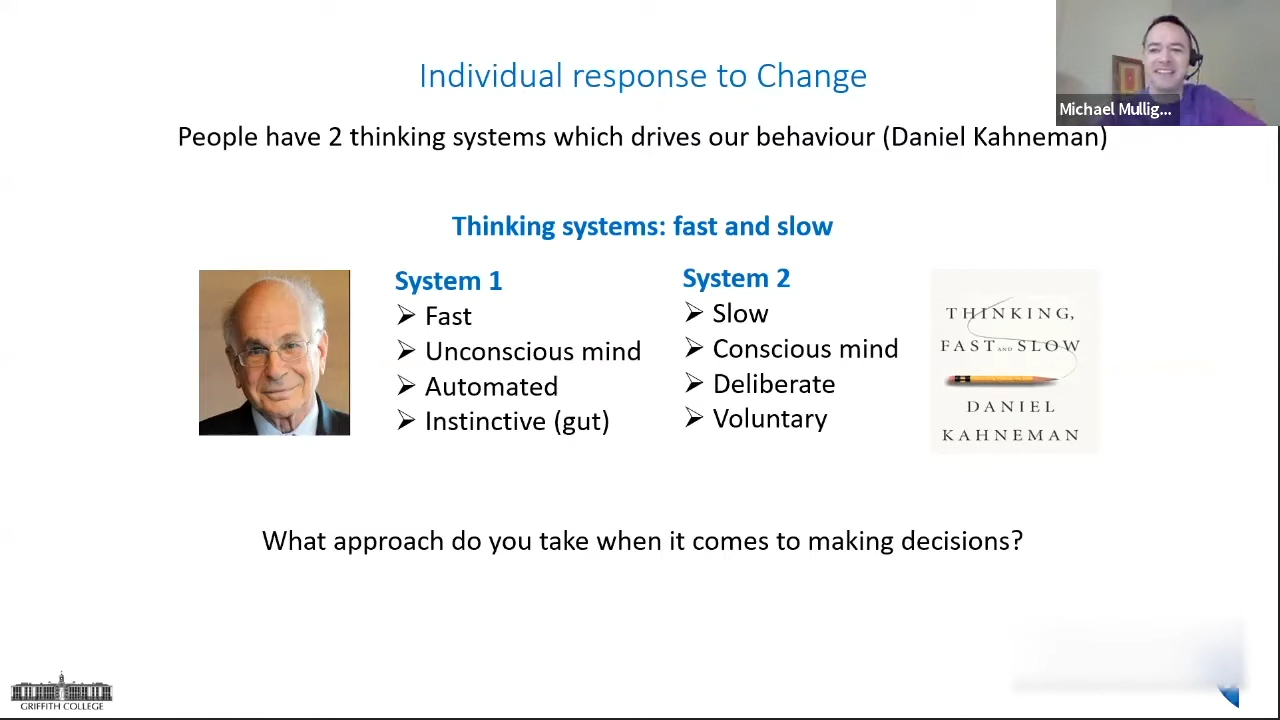 Individual response to Change
Michael Mullig...
People have 2 thinking systems which drives our behaviour (Daniel Kahneman)
Thinking systems: fast and slow
System 1
➢ Fast
➢ Unconscious mind
➢ Automated
➢ Instinctive (gut)
System 2
➢ Slow
➢ Conscious mind
➢ Deliberate
➢ Voluntary
THINKING,
FAST AND SLOW
DANIEL
KAHNEMAN
What approach do you take when it comes to making decisions?
GRIFFITH COLLEGE